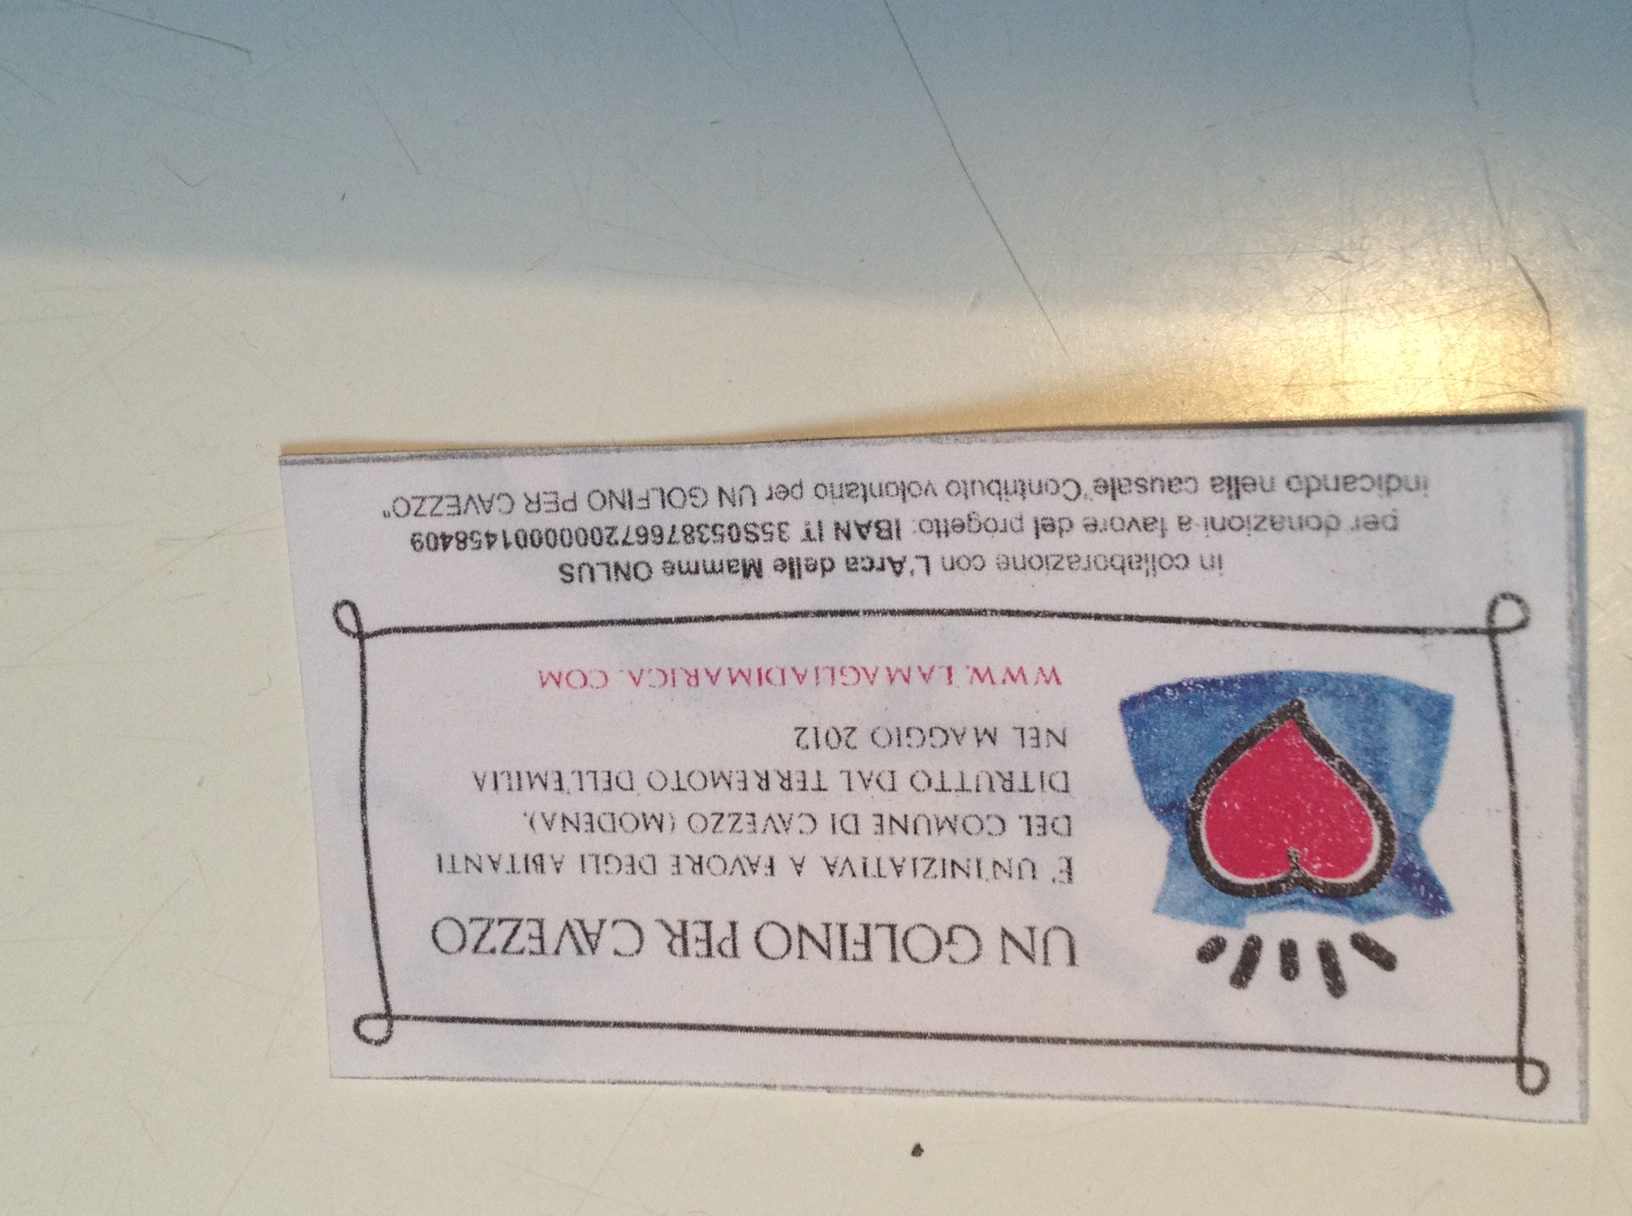 UN GOLFINO PER CAVEZZO
E' UN'INIZIATIVA A FAVORE DEGLI ABITANTI
DEL COMUNE DI CAVEZZO (MODENA),
DITRUTTO DAL TERREMOTO DELL'EMILIA
NEL MAGGIO 2012
WWW. LAMAGLIADIMARICA. COM
in collaborazione con L'Arca delle Mamme ONLUS
per donazioni a favore del progetto: IBAN IT 35S0538766720000001458409
indicando nella causale"Contributo volontario per UN GOLFINO PER CAVEZZO"